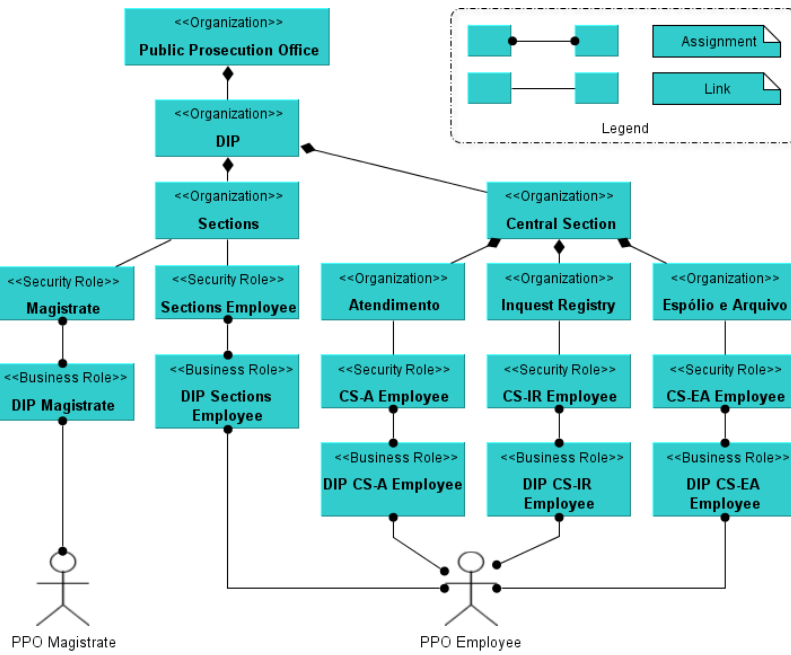 <<Organization>>
Public Prosecution Office
Assignment
Link
Legend
<<Organization>>
DIP
<<Organization>>
Sections
<<Organization>>
Central Section
<<Security Role>>
Magistrate
<<Security Role>>
Sections Employee
<<Organization>>
Atendimento
<<Organization>>
Inquest Registry
<<Organization>>
Espólio e Arquivo
<<Business Role>>
DIP Magistrate
<<Business Role>>
DIP Sections
Employee
<<Security Role>>
CS-A Employee
<<Security Role>>
CS-IR Employee
<<Security Role>>
CS-EA Employee
<<Business Role>>
DIP CS-A Employee
<<Business Role>>
DIP CS-IR
Employee
<<Business Role>>
DIP CS-EA
Employee
PPO Magistrate
PPO Employee